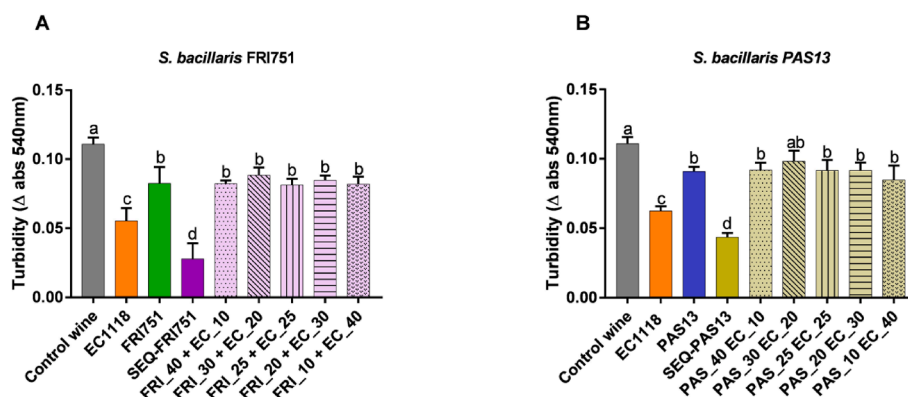 A
S. bacillaris FRI751
Turbidity (Δ abs 540nm)
0.15
0.10
0.05
0.00
a
c
b
d
b
b
b
b
b
Control wine
EC1118
FRI751
SEQ-FRI751
FRI_40 + EC_10
FRI_30 + EC_20
FRI_25 + EC_25
FRI_20 + EC_30
FRI_10 + EC_40
B
S. bacillaris PAS13
Turbidity (Δ abs 540nm)
0.15
0.10
0.05
0.00
a
c
b
d
b
ab
b
b
b
Control wine
EC1118
PAS13
SEQ-PAS13
PAS_40 EC_10
PAS_30 EC_20
PAS_25 EC_25
PAS_20 EC_30
PAS_10 EC_40